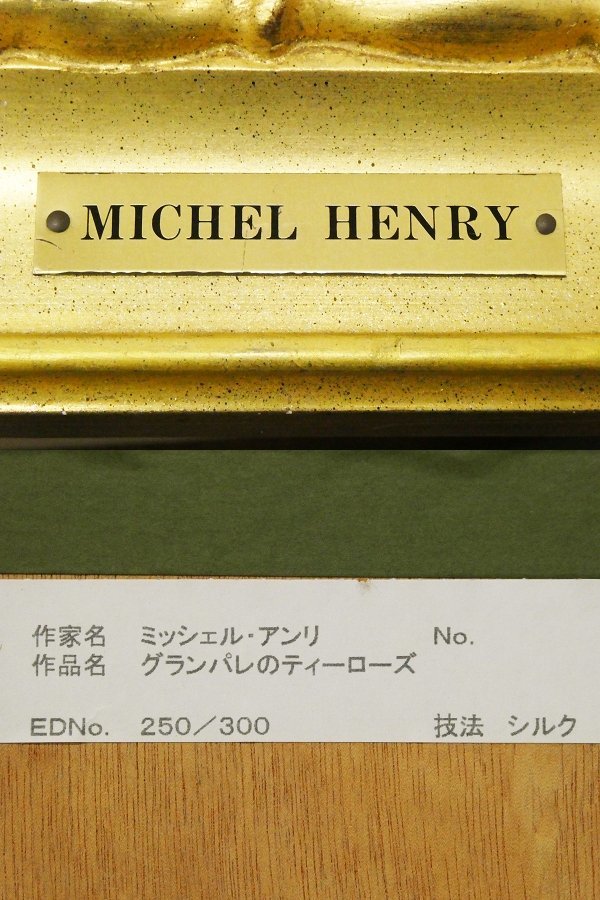 MICHEL HENRY
作家名 ミッシェル・アンリ No.
作品名 グランパレのティーローズ
EDNo. 250／300 技法 シルク